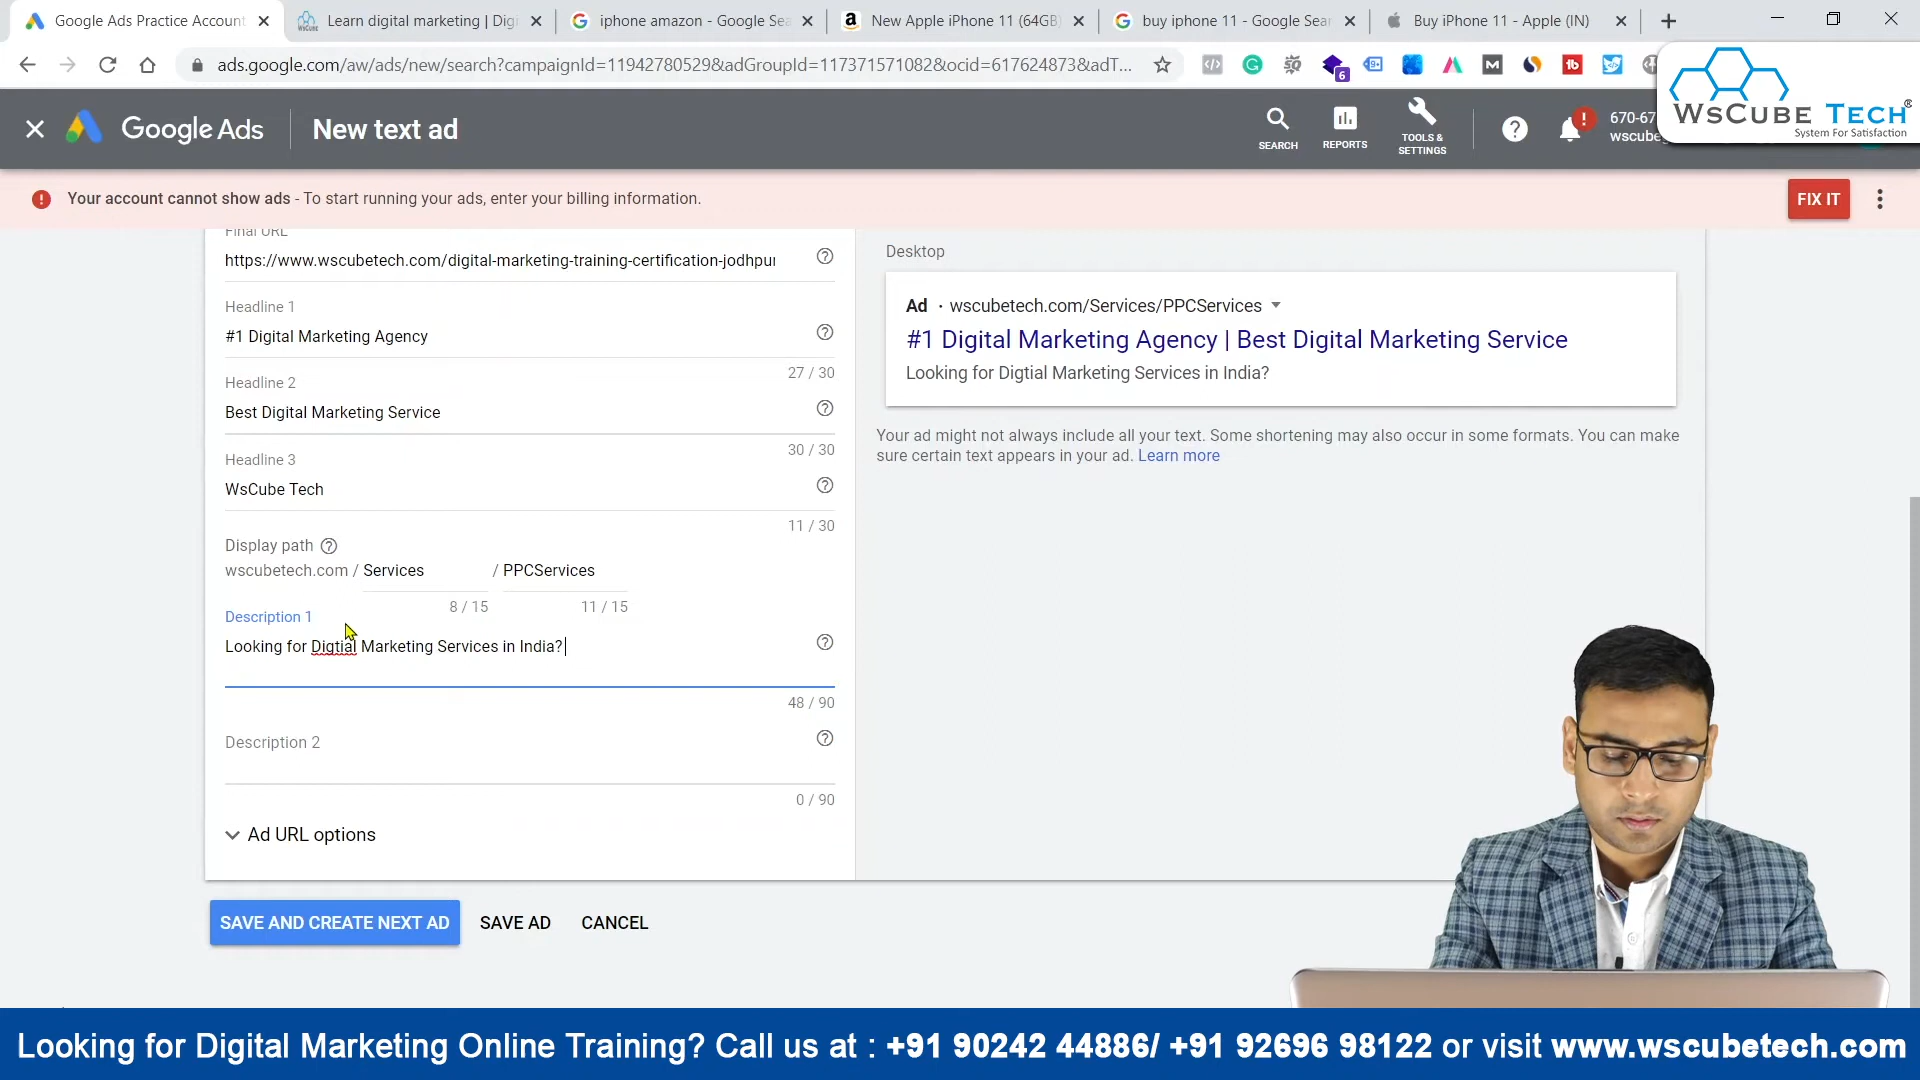 Google Ads Practice Account
Learn digital marketing | Digi
iphone amazon - Google Sea
New Apple iPhone 11 (64GB)
buy iphone 11 - Google Sear
Buy iPhone 11 - Apple (IN)
ads.google.com/aw/ads/new/search?campaignId=11942780529&adGroupId=117371571082&ocid=617624873&adT...
6
WsCube Tech®
System For Satisfaction
Google Ads
New text ad
SEARCH
REPORTS
TOOLS &
SETTINGS
670-67
wscube
Your account cannot show ads - To start running your ads, enter your billing information.
FIX IT
Final URL
https://www.wscubetech.com/digital-marketing-training-certification-jodhpur
Headline 1
#1 Digital Marketing Agency
27 / 30
Headline 2
Best Digital Marketing Service
30 / 30
Headline 3
WsCube Tech
11 / 30
Display path
wscubetech.com / Services / PPCServices
8 / 15 11 / 15
Description 1
Looking for Digtial Marketing Services in India?
48 / 90
Description 2
0 / 90
Ad URL options
SAVE AND CREATE NEXT AD SAVE AD CANCEL
Desktop
Ad · wscubetech.com/Services/PPCServices
#1 Digital Marketing Agency | Best Digital Marketing Service
Looking for Digtial Marketing Services in India?
Your ad might not always include all your text. Some shortening may also occur in some formats. You can make
sure certain text appears in your ad. Learn more
Looking for Digital Marketing Online Training? Call us at : +91 90242 44886/ +91 92696 98122 or visit www.wscubetech.com